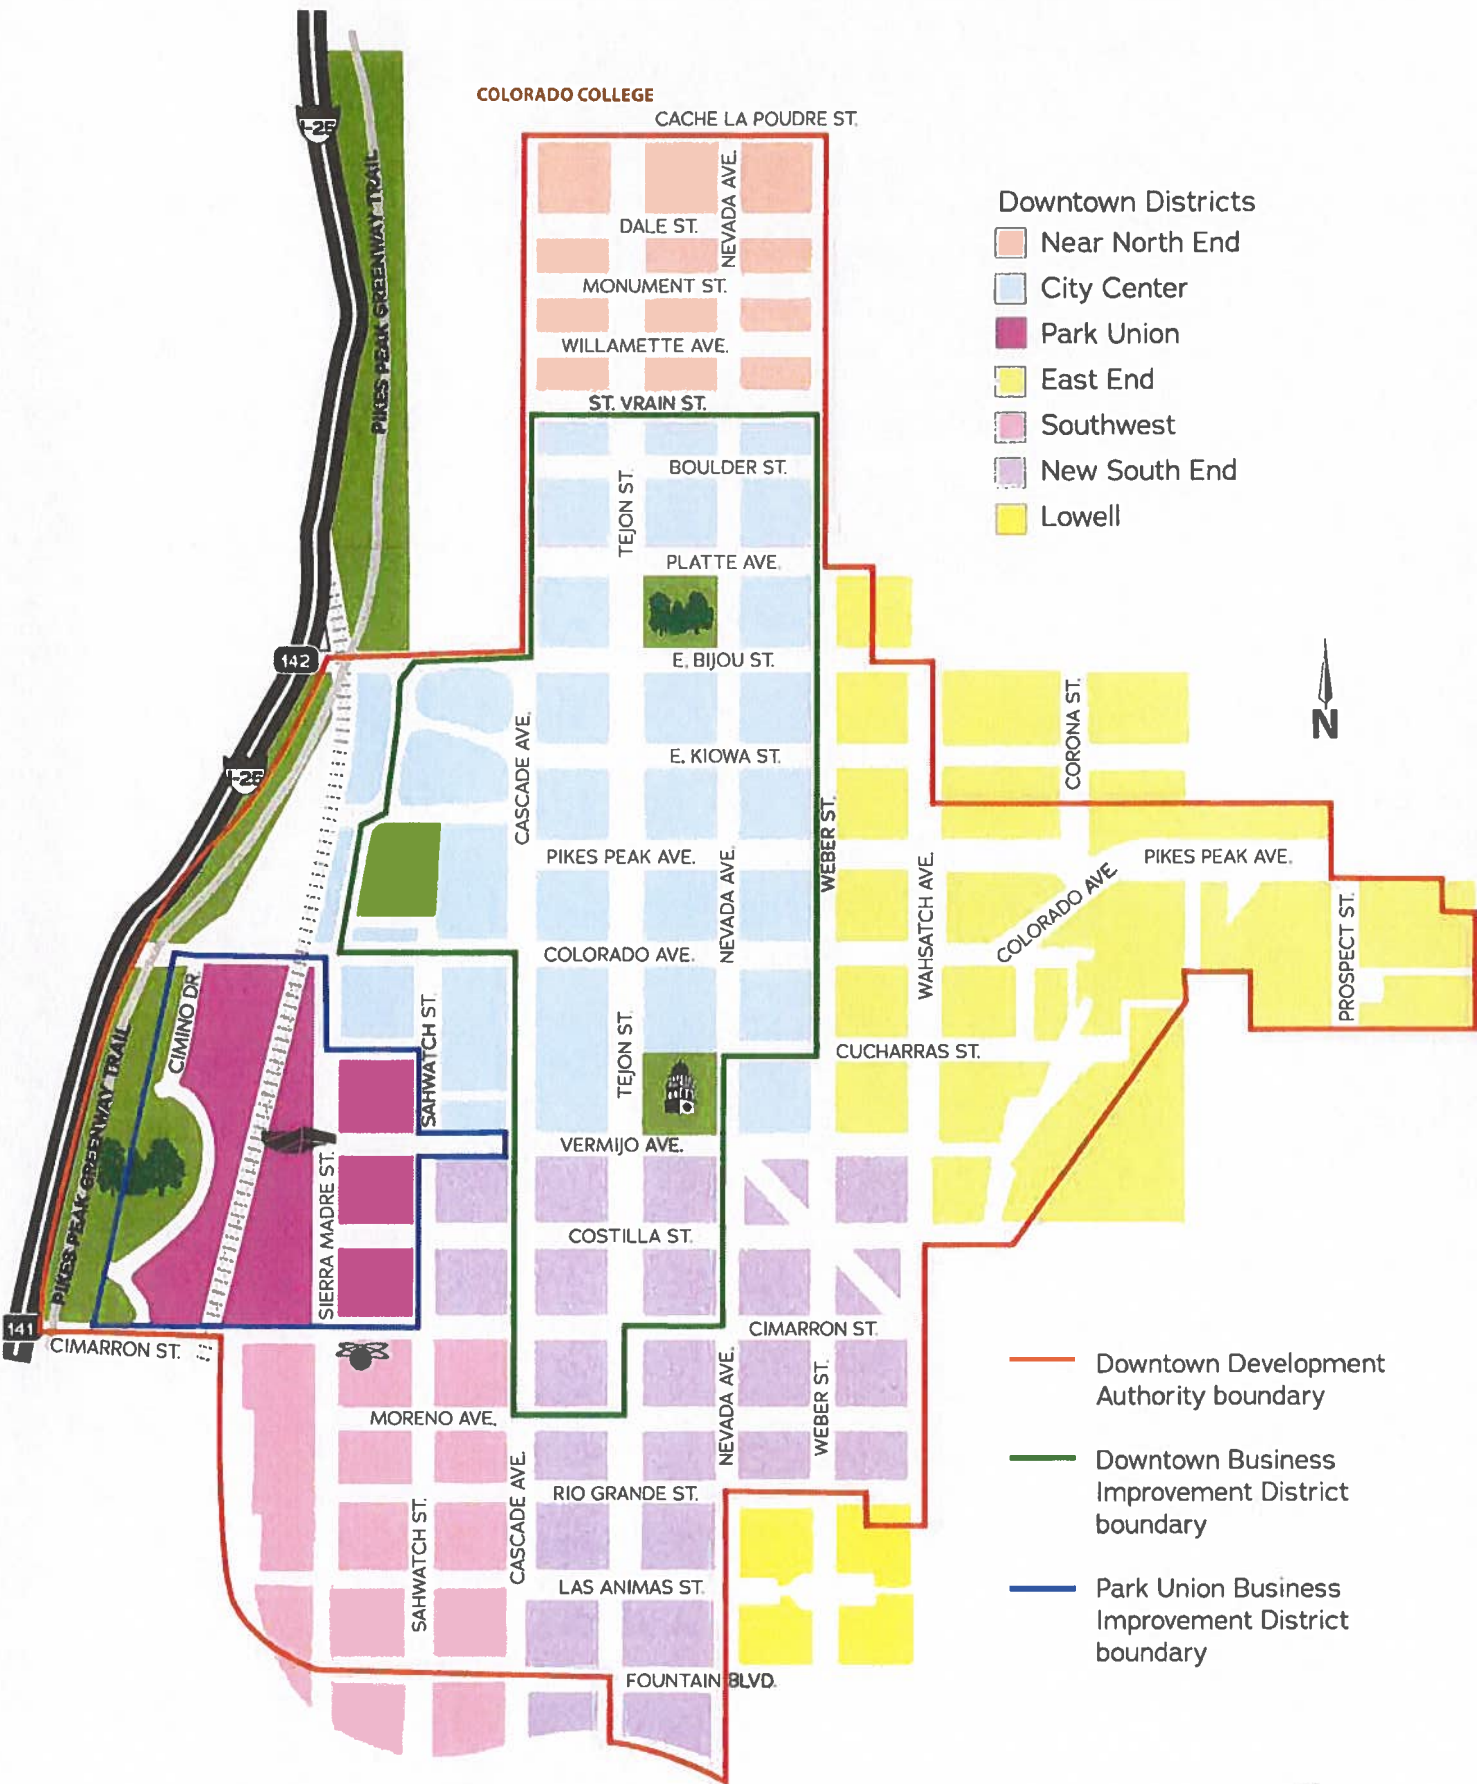 COLORADO COLLEGE
CACHE LA POUDRE ST.
I-25
PIKES PEAK GREENWAY TRAIL
NEVADA AVE.
DALE ST.
MONUMENT ST.
WILLAMETTE AVE.
ST. VRAIN ST.
Downtown Districts
Near North End
City Center
Park Union
East End
Southwest
New South End
Lowell
BOULDER ST.
TEJON ST.
PLATTE AVE.
142
E. BIJOU ST.
CORONA ST.
N
I-25
CASCADE AVE.
E. KIOWA ST.
WEBER ST.
PIKES PEAK AVE.
PIKES PEAK AVE.
NEVADA AVE.
WAHSATCH AVE.
COLORADO AVE.
PROSPECT ST.
COLORADO AVE.
CIMINO DR.
SAHWATCH ST.
TEJON ST.
CUCHARRAS ST.
PIKES PEAK GREENWAY TRAIL
VERMIJO AVE.
SIERRA MADRE ST.
COSTILLA ST.
141
CIMARRON ST.
CIMARRON ST.
NEVADA AVE.
WEBER ST.
MORENO AVE.
CASCADE AVE.
RIO GRANDE ST.
SAHWATCH ST.
LAS ANIMAS ST.
FOUNTAIN BLVD.
Downtown Development
Authority boundary
Downtown Business
Improvement District
boundary
Park Union Business
Improvement District
boundary